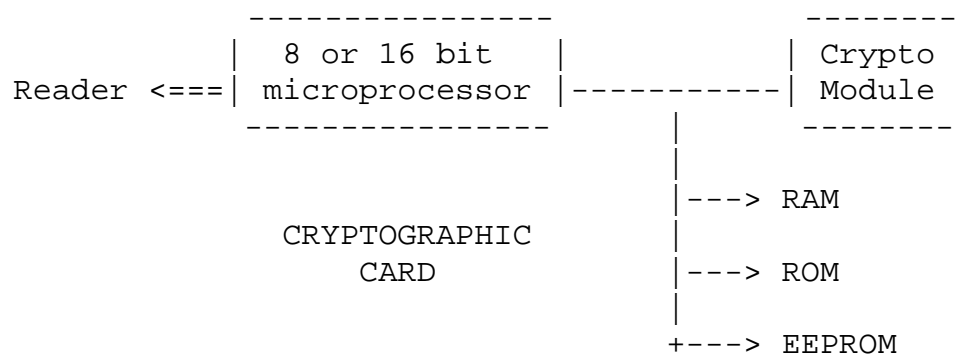 8 or 16 bit
Crypto
Reader <===| microprocessor |-----------| Module
|---> RAM
CRYPTOGRAPHIC
CARD
|---> ROM
+---> EEPROM